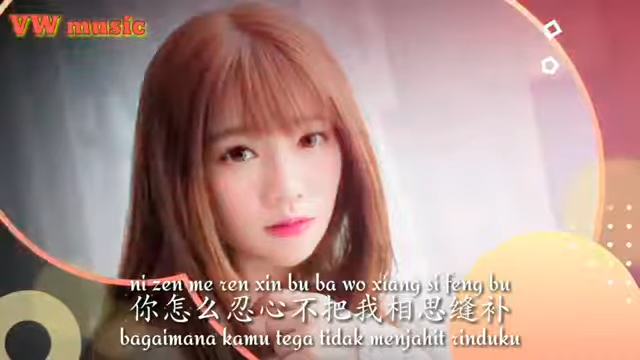 VW music
ni zen me ren xin bu ba wo xiang si feng bu
你怎么忍心不把我相思缝补
bagaimana kamu tega tidak menjahit rinduku